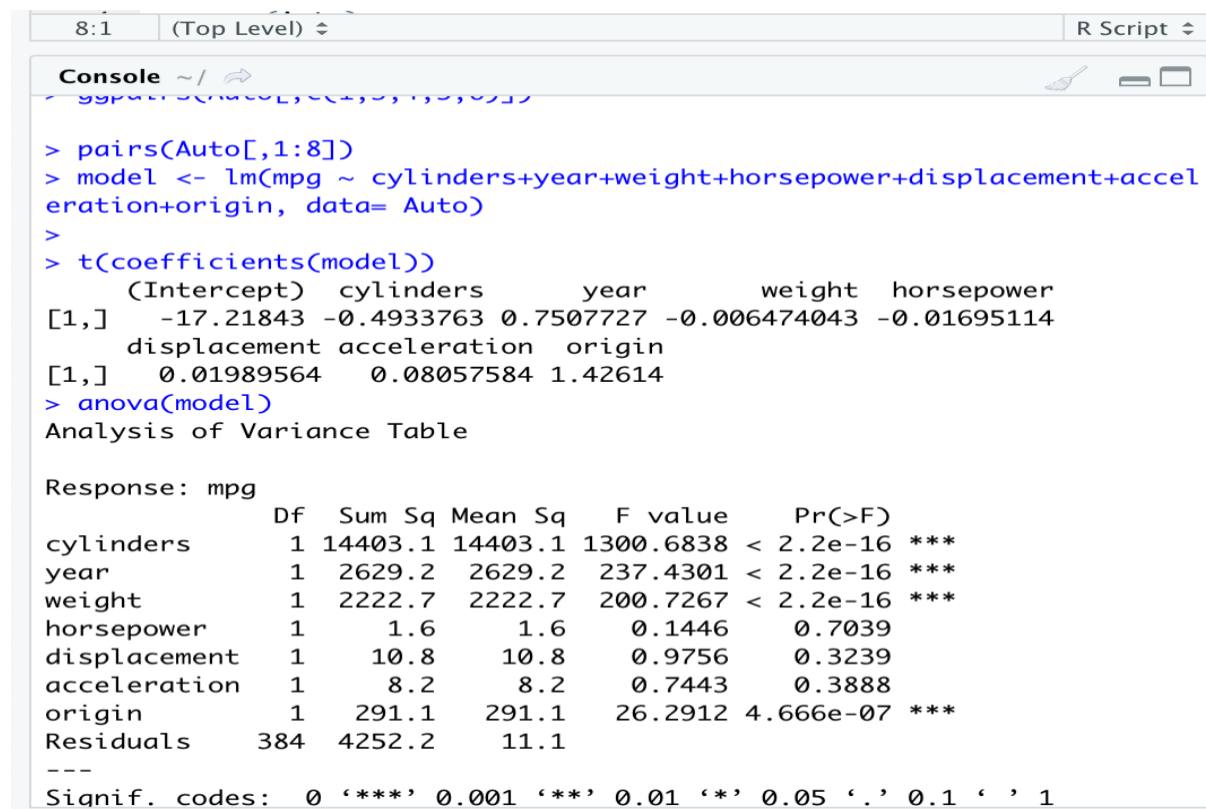 8:1 (Top Level) R Script
Console ~/
> pairs(Auto[,1:8])
> model <- lm(mpg ~ cylinders+year+weight+horsepower+displacement+accel
eration+origin, data= Auto)
>
> t(coefficients(model))
(Intercept) cylinders year weight horsepower
[1,] -17.21843 -0.4933763 0.7507727 -0.006474043 -0.01695114
displacement acceleration origin
[1,] 0.01989564 0.08057584 1.42614
> anova(model)
Analysis of Variance Table
Response: mpg
Df Sum Sq Mean Sq F value Pr(>F)
cylinders 1 14403.1 14403.1 1300.6838 < 2.2e-16 ***
year 1 2629.2 2629.2 237.4301 < 2.2e-16 ***
weight 1 2222.7 2222.7 200.7267 < 2.2e-16 ***
horsepower 1 1.6 1.6 0.1446 0.7039
displacement 1 10.8 10.8 0.9756 0.3239
acceleration 1 8.2 8.2 0.7443 0.3888
origin 1 291.1 291.1 26.2912 4.666e-07 ***
Residuals 384 4252.2 11.1
---
Signif. codes: 0 ‘***’ 0.001 ‘**’ 0.01 ‘*’ 0.05 ‘.’ 0.1 ‘ ’ 1